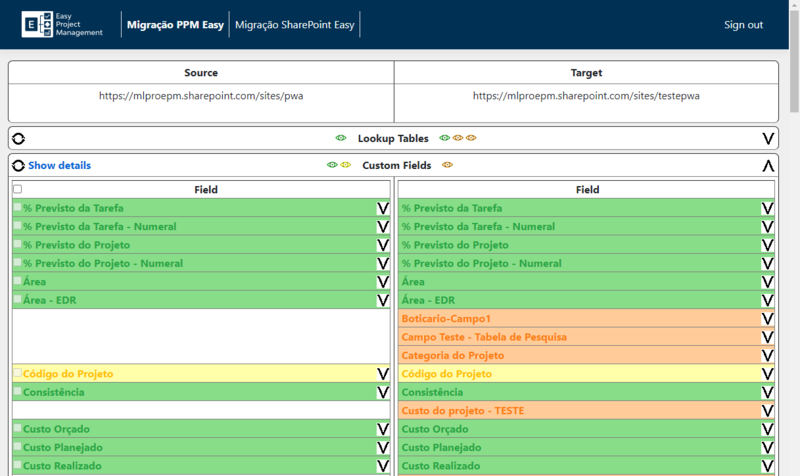 Easy
Project
Management
Migração PPM Easy
Migração SharePoint Easy
Sign out
Source
Target
https://mlproepm.sharepoint.com/sites/pwa
https://mlproepm.sharepoint.com/sites/testepwa
Lookup Tables
Show details
Custom Fields
Field
Field
% Previsto da Tarefa
% Previsto da Tarefa
% Previsto da Tarefa - Numeral
% Previsto da Tarefa - Numeral
% Previsto do Projeto
% Previsto do Projeto
% Previsto do Projeto - Numeral
% Previsto do Projeto - Numeral
Área
Área
Área - EDR
Área - EDR
Boticario-Campo1
Campo Teste - Tabela de Pesquisa
Categoria do Projeto
Código do Projeto
Código do Projeto
Consistência
Consistência
Custo do projeto - TESTE
Custo Orçado
Custo Orçado
Custo Planejado
Custo Planejado
Custo Realizado
Custo Realizado